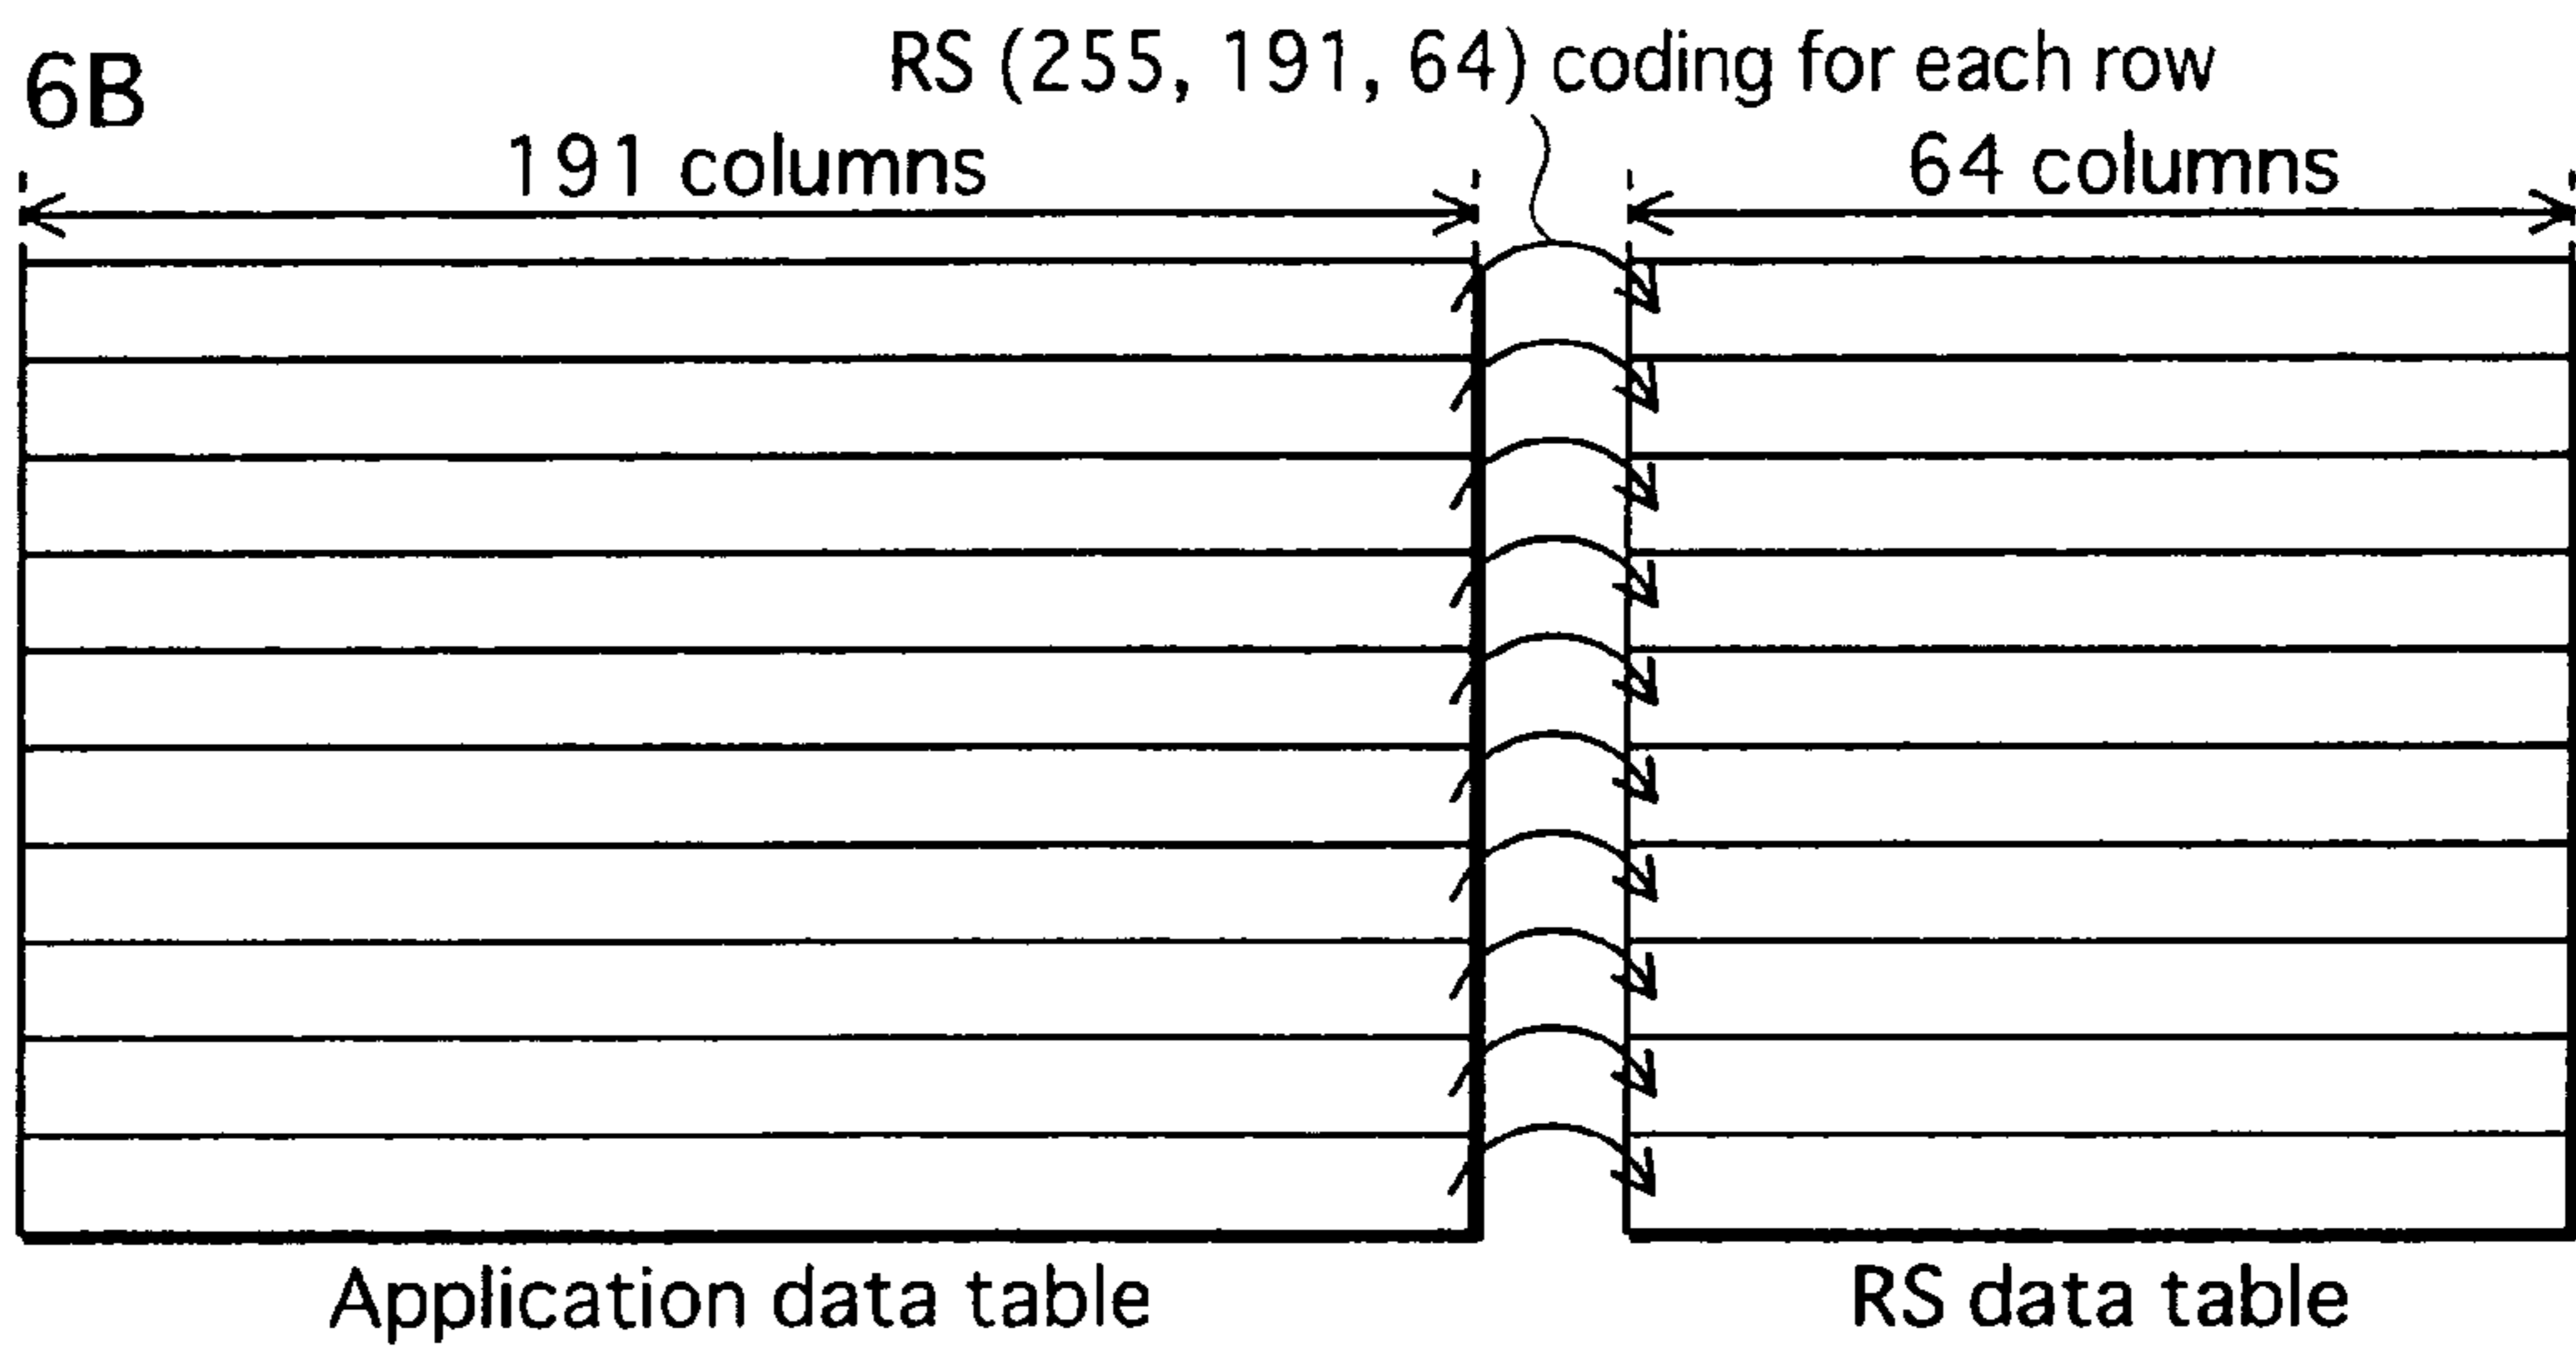 6B
RS (255, 191, 64) coding for each row
191 columns
64 columns
Application data table
RS data table